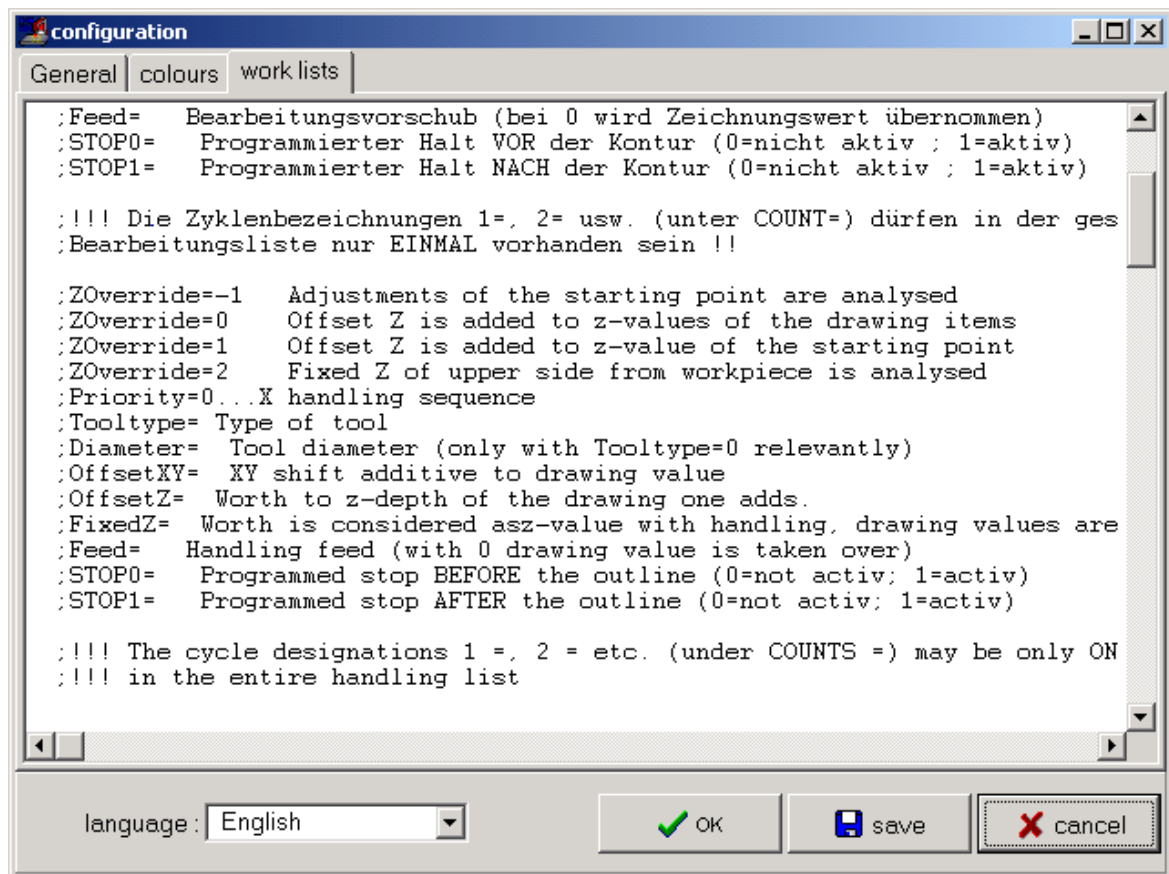 configuration
General colours work lists
;Feed= Bearbeitungsvorschub (bei 0 wird Zeichnungswert übernommen)
;STOP0= Programmierter Halt VOR der Kontur (0=nicht aktiv ; 1=aktiv)
;STOP1= Programmierter Halt NACH der Kontur (0=nicht aktiv ; 1=aktiv)
;!!! Die Zyklenbezeichnungen 1=, 2= usw. (unter COUNT=) dürfen in der ges
;Bearbeitungsliste nur EINMAL vorhanden sein !!
;ZOverride=-1 Adjustments of the starting point are analysed
;ZOverride=0 Offset Z is added to z-values of the drawing items
;ZOverride=1 Offset Z is added to z-value of the starting point
;ZOverride=2 Fixed Z of upper side from workpiece is analysed
;Priority=0...X handling sequence
;Tooltype= Type of tool
;Diameter= Tool diameter (only with Tooltype=0 relevantly)
;OffsetXY= XY shift additive to drawing value
;OffsetZ= Worth to z-depth of the drawing one adds.
;FixedZ= Worth is considered asz-value with handling, drawing values are
;Feed= Handling feed (with 0 drawing value is taken over)
;STOP0= Programmed stop BEFORE the outline (0=not activ; 1=activ)
;STOP1= Programmed stop AFTER the outline (0=not activ; 1=activ)
;!!! The cycle designations 1 =, 2 = etc. (under COUNTS =) may be only ON
;!!! in the entire handling list
language : English OK save cancel